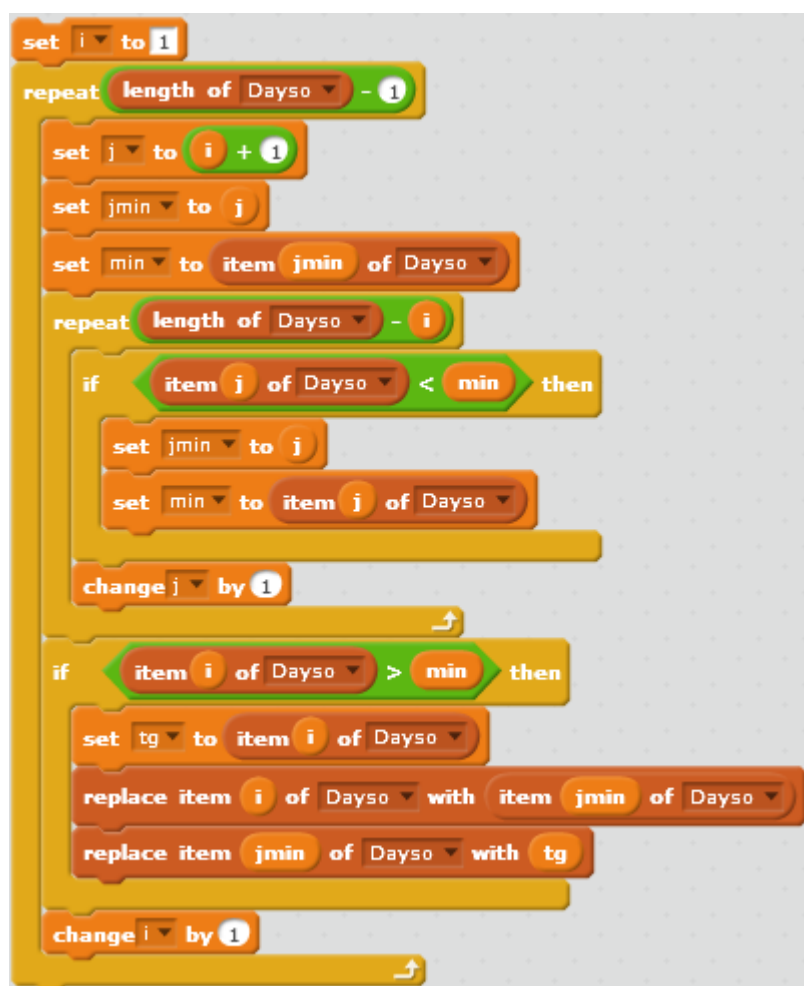 set i to 1
repeat length of Dayso - 1
set j to i + 1
set jmin to j
set min to item jmin of Dayso
repeat length of Dayso - i
if item j of Dayso < min then
set jmin to j
set min to item j of Dayso
change j by 1
if item i of Dayso > min then
set tg to item i of Dayso
replace item i of Dayso with item jmin of Dayso
replace item jmin of Dayso with tg
change i by 1